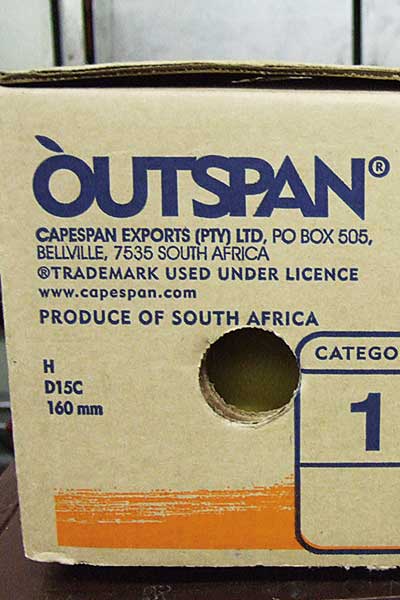 OUTSPAN®
CAPESPAN EXPORTS (PTY) LTD, PO BOX 505,
BELLVILLE, 7535 SOUTH AFRICA
®TRADEMARK USED UNDER LICENCE
www.capespan.com
PRODUCE OF SOUTH AFRICA
CATEGO
1
H
D15C
160 mm